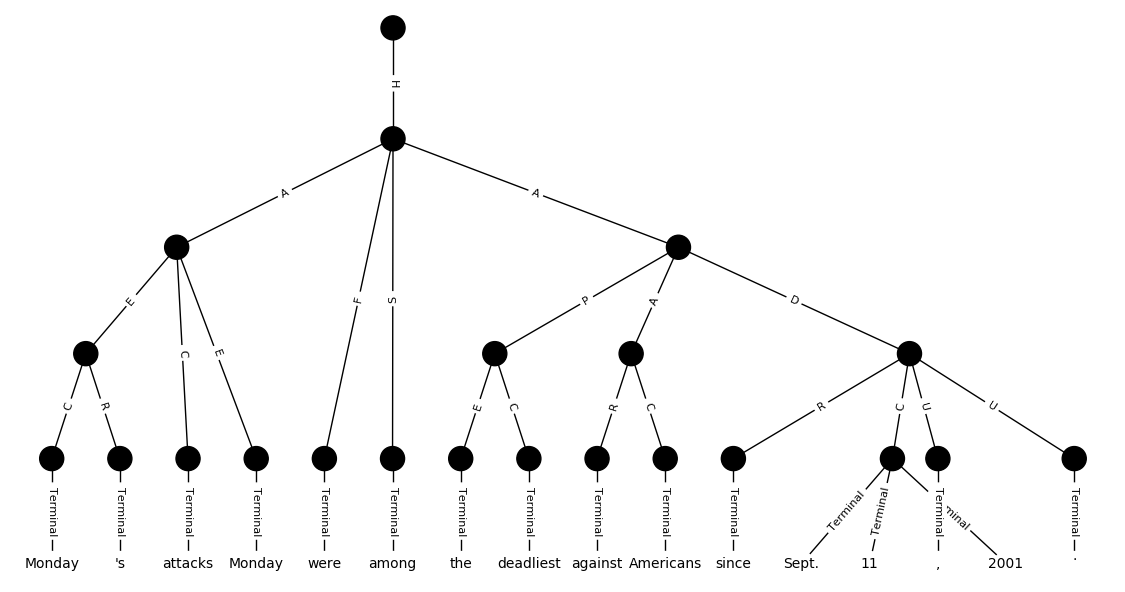 H
A A
E C E F S P A D
C R E C R C R C U U
Terminal Terminal Terminal Terminal Terminal Terminal Terminal Terminal Terminal Terminal Terminal Terminal Terminal Terminal minal Terminal
Monday 's attacks Monday were among the deadliest against Americans since Sept. 11 , 2001 .